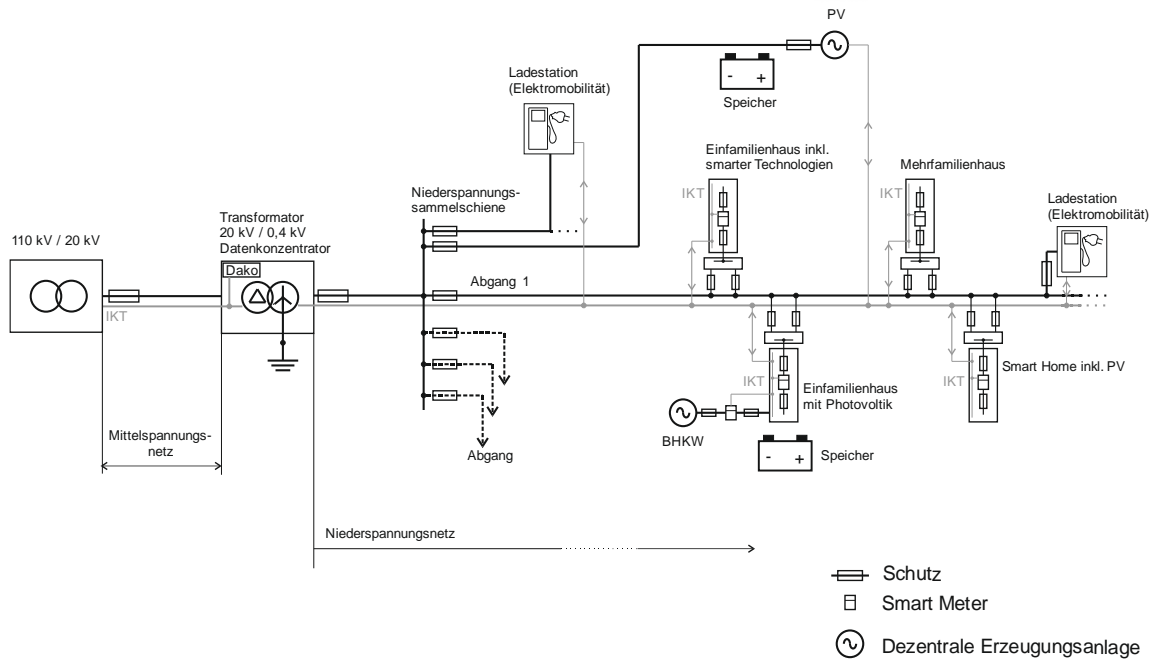 PV
Ladestation
(Elektromobilität)
- +
Speicher
Einfamilienhaus inkl.
smarter Technologien
Mehrfamilienhaus
IKT
IKT
Niederspannungs-
sammelschiene
Ladestation
(Elektromobilität)
Transformator
20 kV / 0,4 kV
Datenkonzentrator
110 kV / 20 kV
Dako
Abgang 1
IKT
IKT
IKT
Smart Home inkl. PV
Einfamilienhaus
mit Photovoltik
BHKW
Mittelspannungs-
netz
Abgang
- +
Speicher
Niederspannungsnetz
Schutz
Smart Meter
Dezentrale Erzeugungsanlage